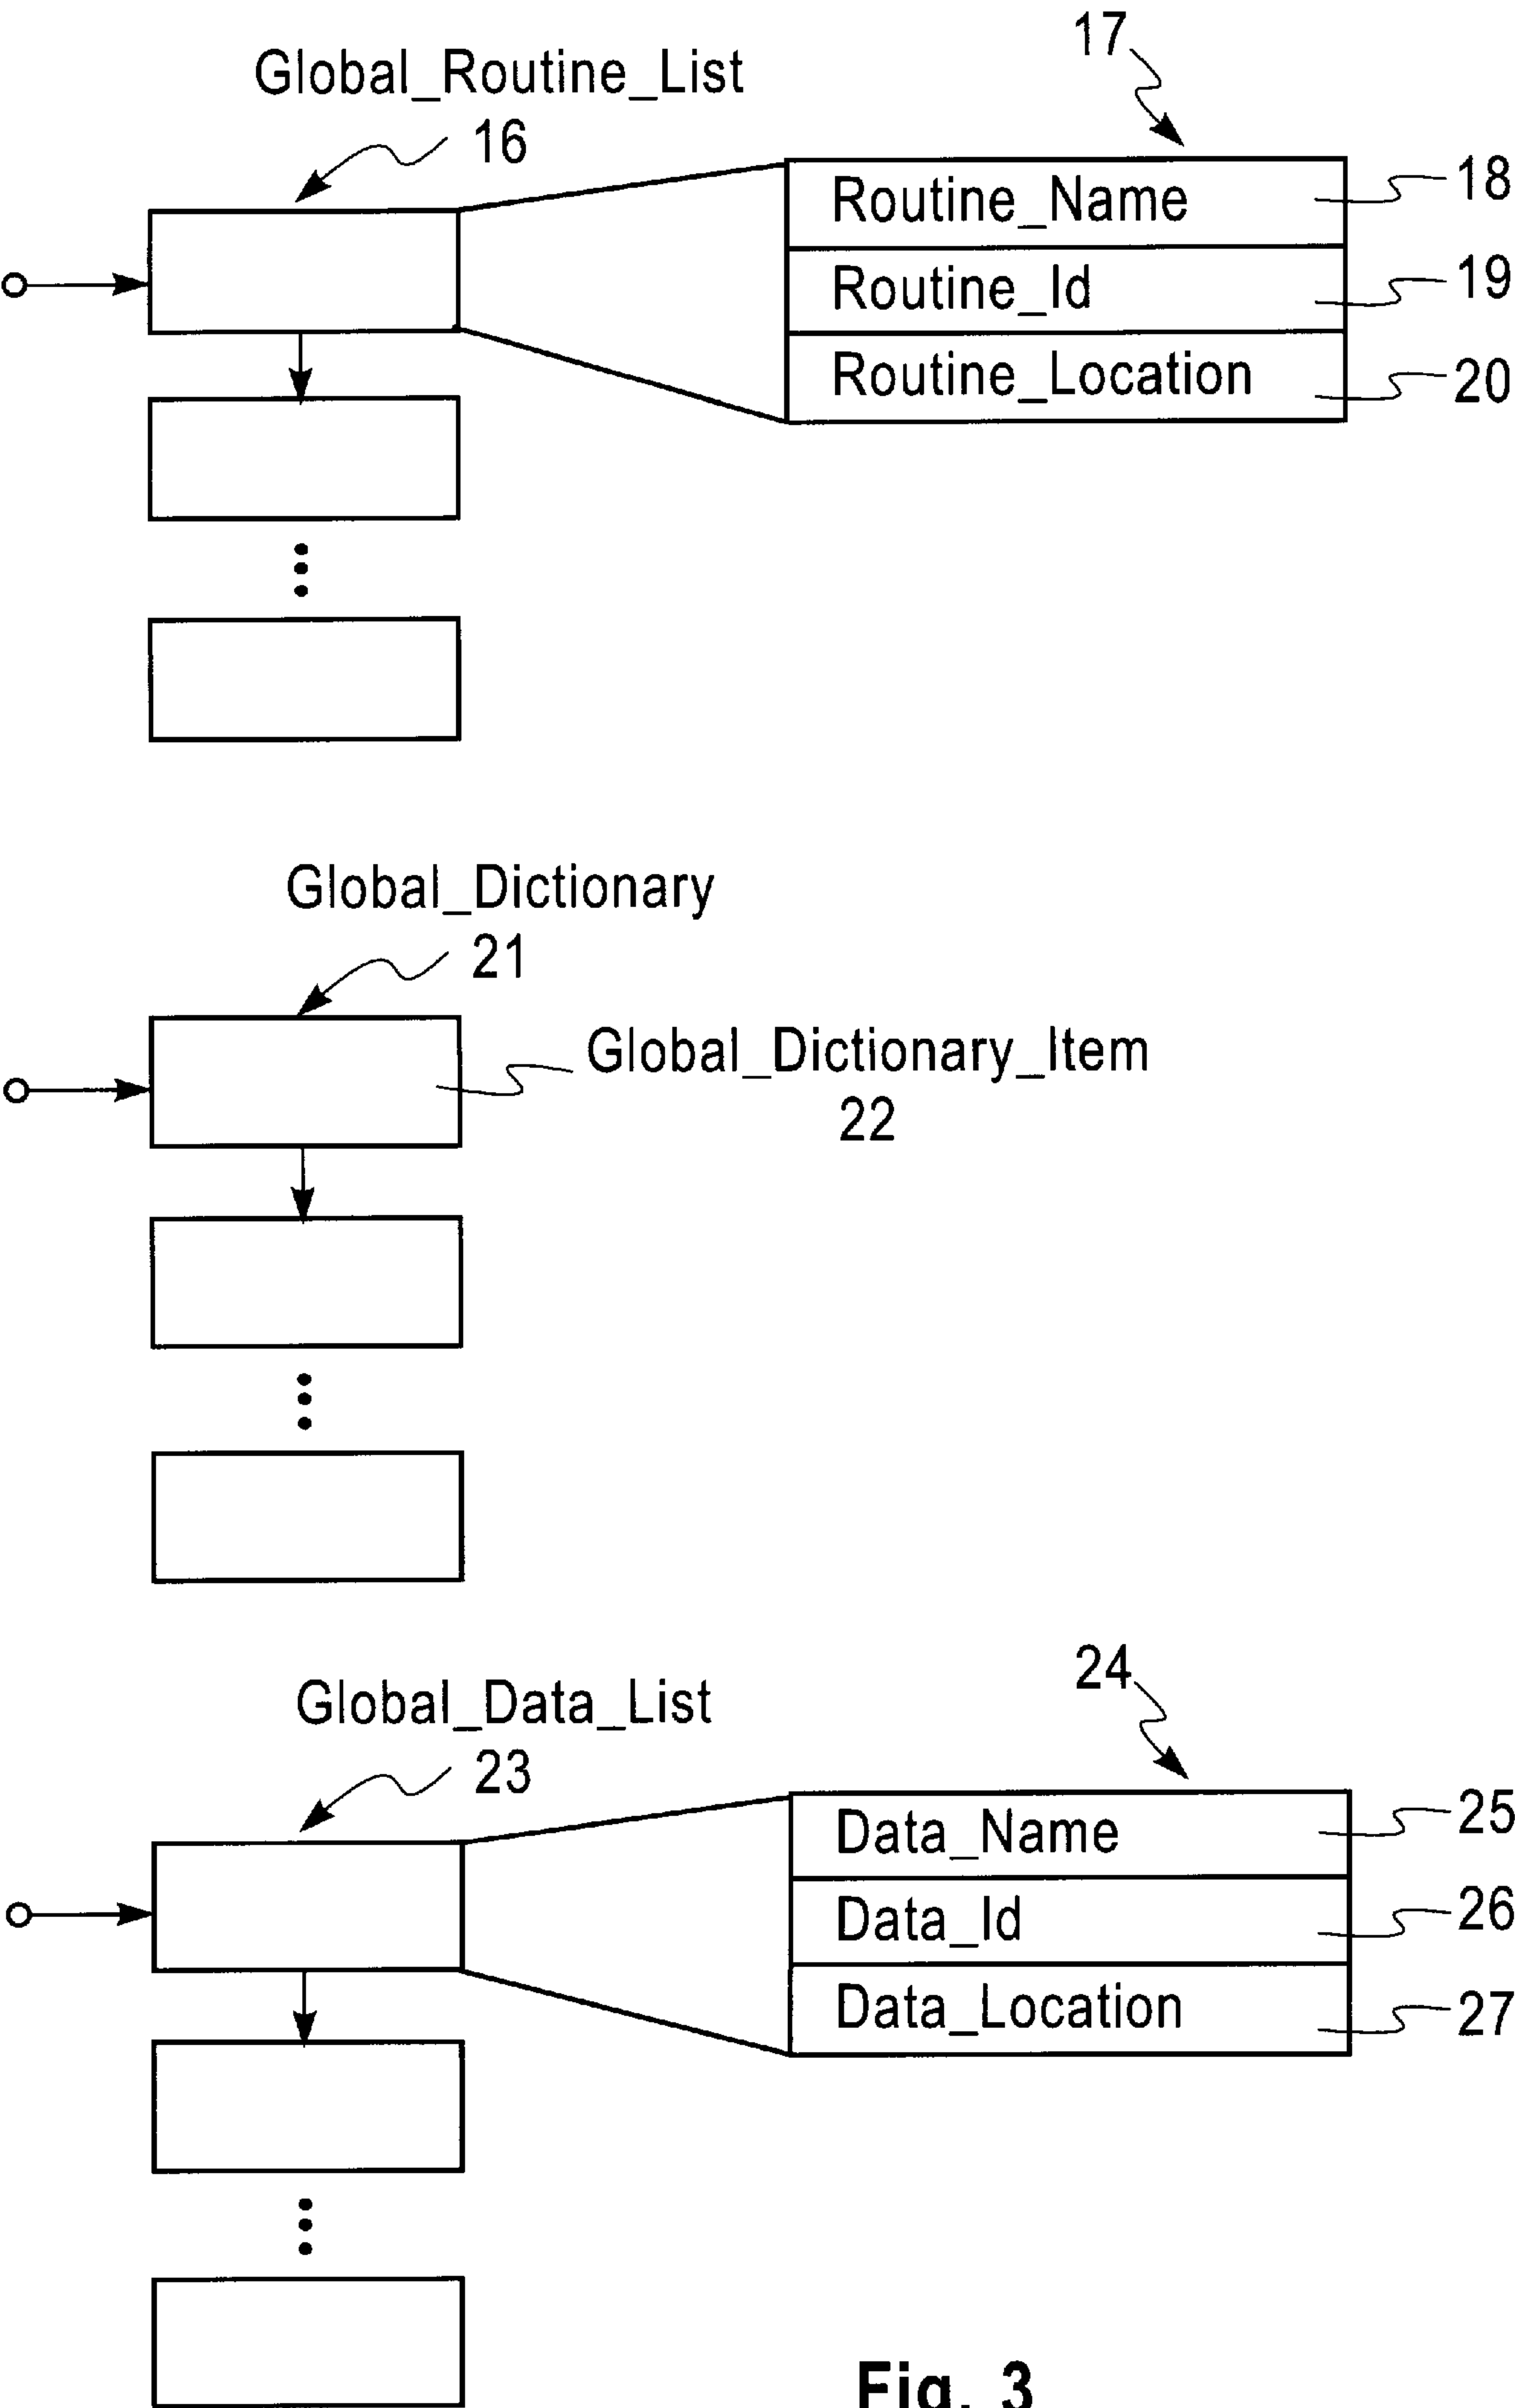 17
Global_Routine_List
16
Routine_Name
18
Routine_Id
19
Routine_Location
20
Global_Dictionary
21
Global_Dictionary_Item
22
24
Global_Data_List
23
Data_Name
25
Data_Id
26
Data_Location
27
Fig. 3